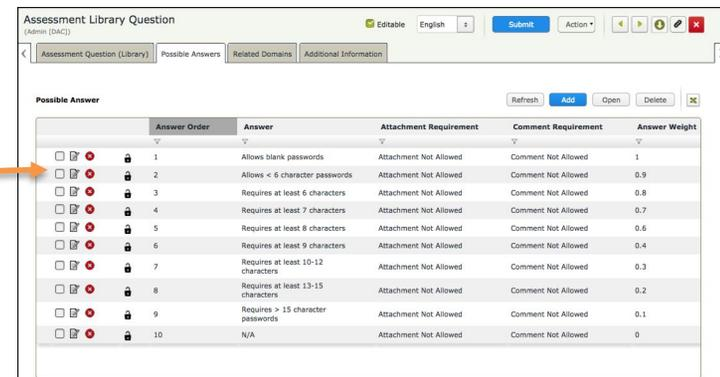 Assessment Library Question
(Admin [DAC])
Editable English Submit Action
Assessment Question (Library) Possible Answers Related Domains Additional Information
Possible Answer
Refresh Add Open Delete
Answer Order Answer Attachment Requirement Comment Requirement Answer Weight
1 Allows blank passwords Attachment Not Allowed Comment Not Allowed 1
2 Allows < 6 character passwords Attachment Not Allowed Comment Not Allowed 0.9
3 Requires at least 6 characters Attachment Not Allowed Comment Not Allowed 0.8
4 Requires at least 7 characters Attachment Not Allowed Comment Not Allowed 0.7
5 Requires at least 8 characters Attachment Not Allowed Comment Not Allowed 0.6
6 Requires at least 9 characters Attachment Not Allowed Comment Not Allowed 0.4
7 Requires at least 10-12 characters Attachment Not Allowed Comment Not Allowed 0.3
8 Requires at least 13-15 characters Attachment Not Allowed Comment Not Allowed 0.2
9 Requires > 15 character passwords Attachment Not Allowed Comment Not Allowed 0.1
10 N/A Attachment Not Allowed Comment Not Allowed 0